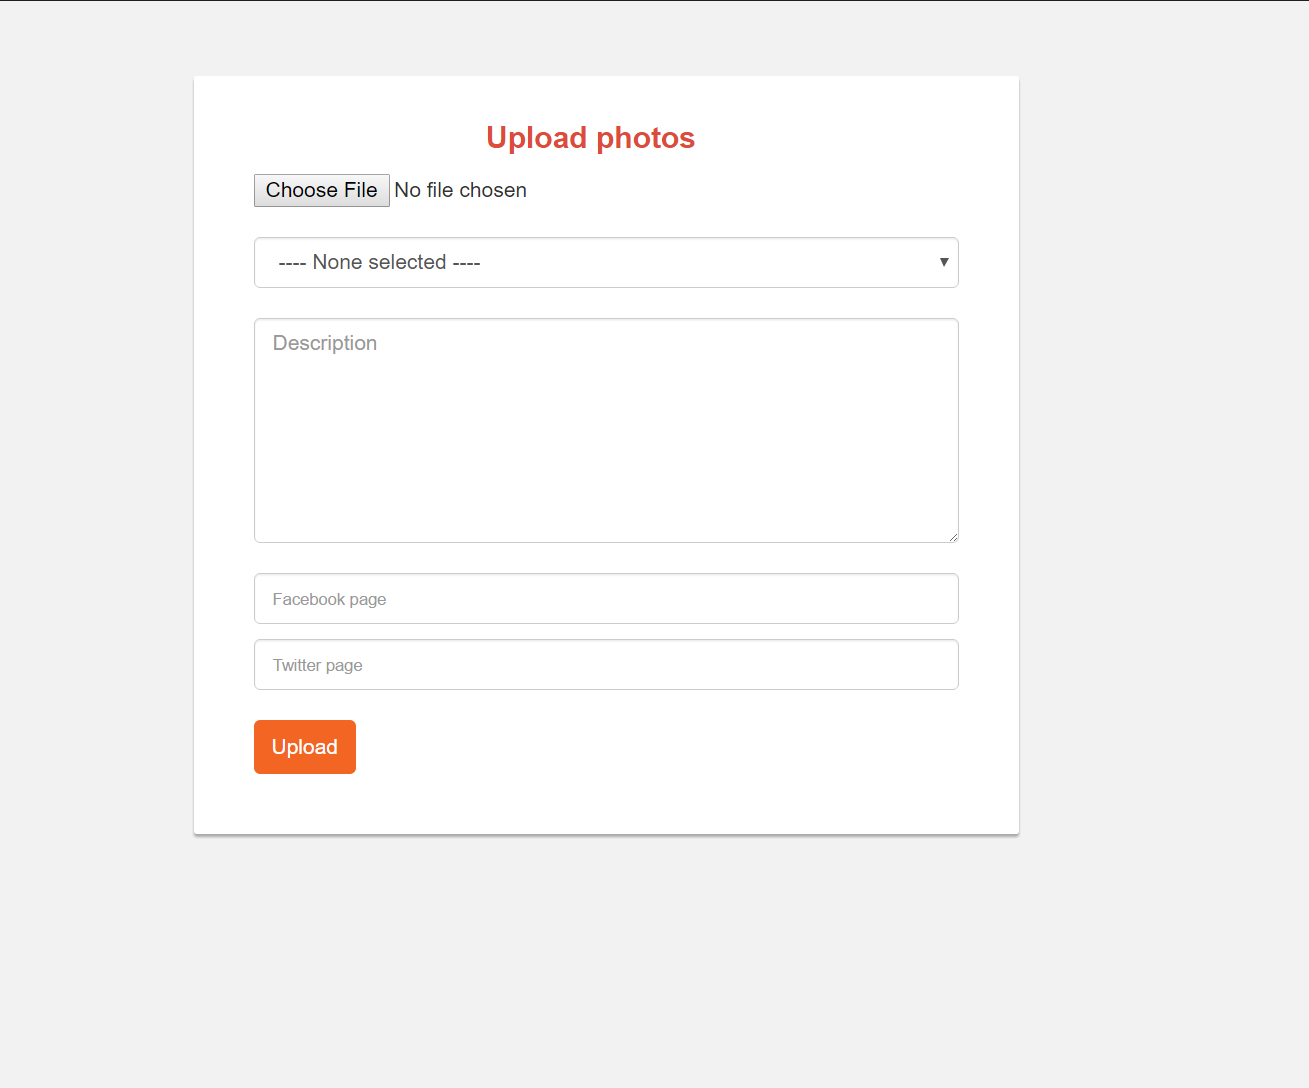 Upload photos
Choose File No file chosen
---- None selected ----
Description
Facebook page
Twitter page
Upload